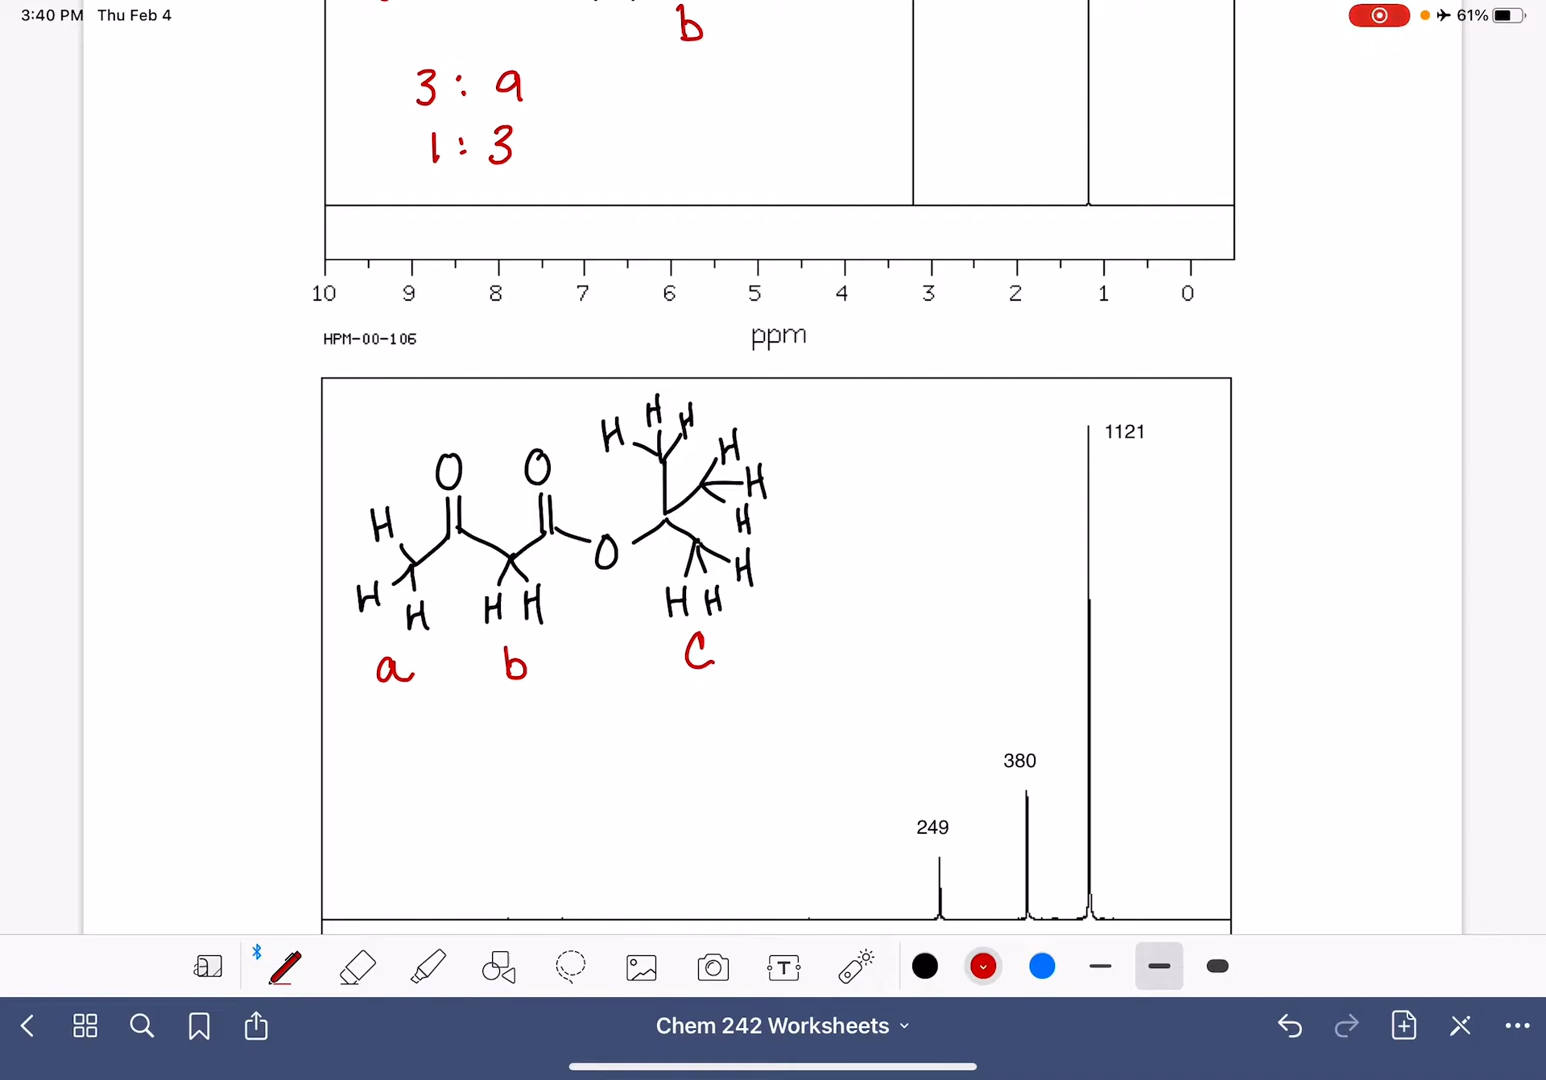 3:40 PM Thu Feb 4
61%
b
3 : 9
1 : 3
10 9 8 7 6 5 4 3 2 1 0
HPM-00-106
ppm
1121
H H H
H
O O H
H H
O H
H H H H H H
a b c
380
249
T
Chem 242 Worksheets